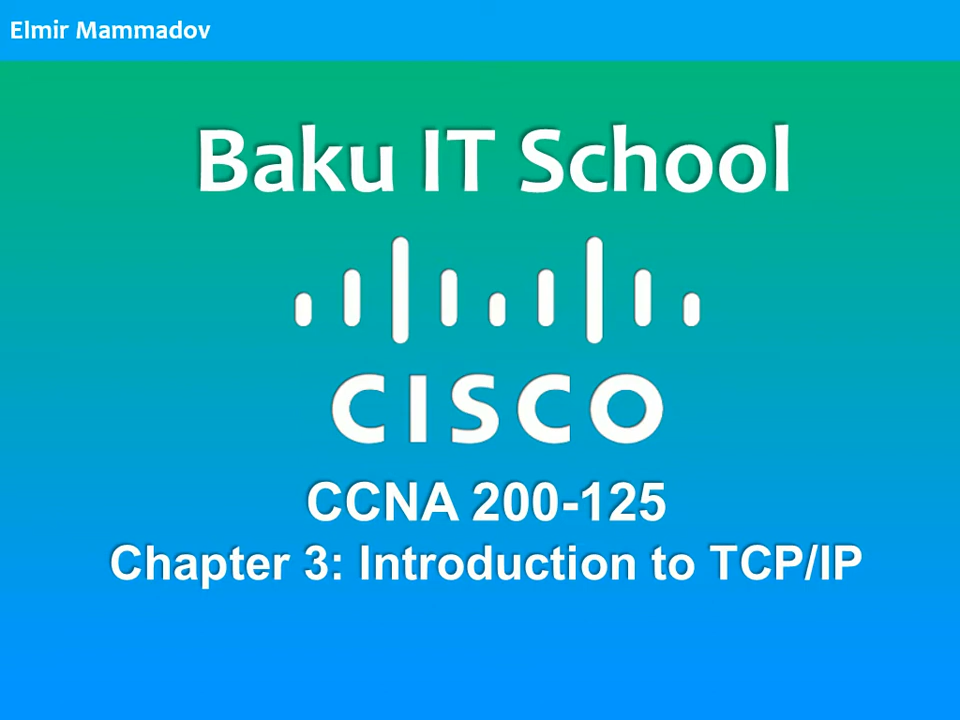 Elmir Mammadov
Baku IT School
CISCO
CCNA 200-125
Chapter 3: Introduction to TCP/IP